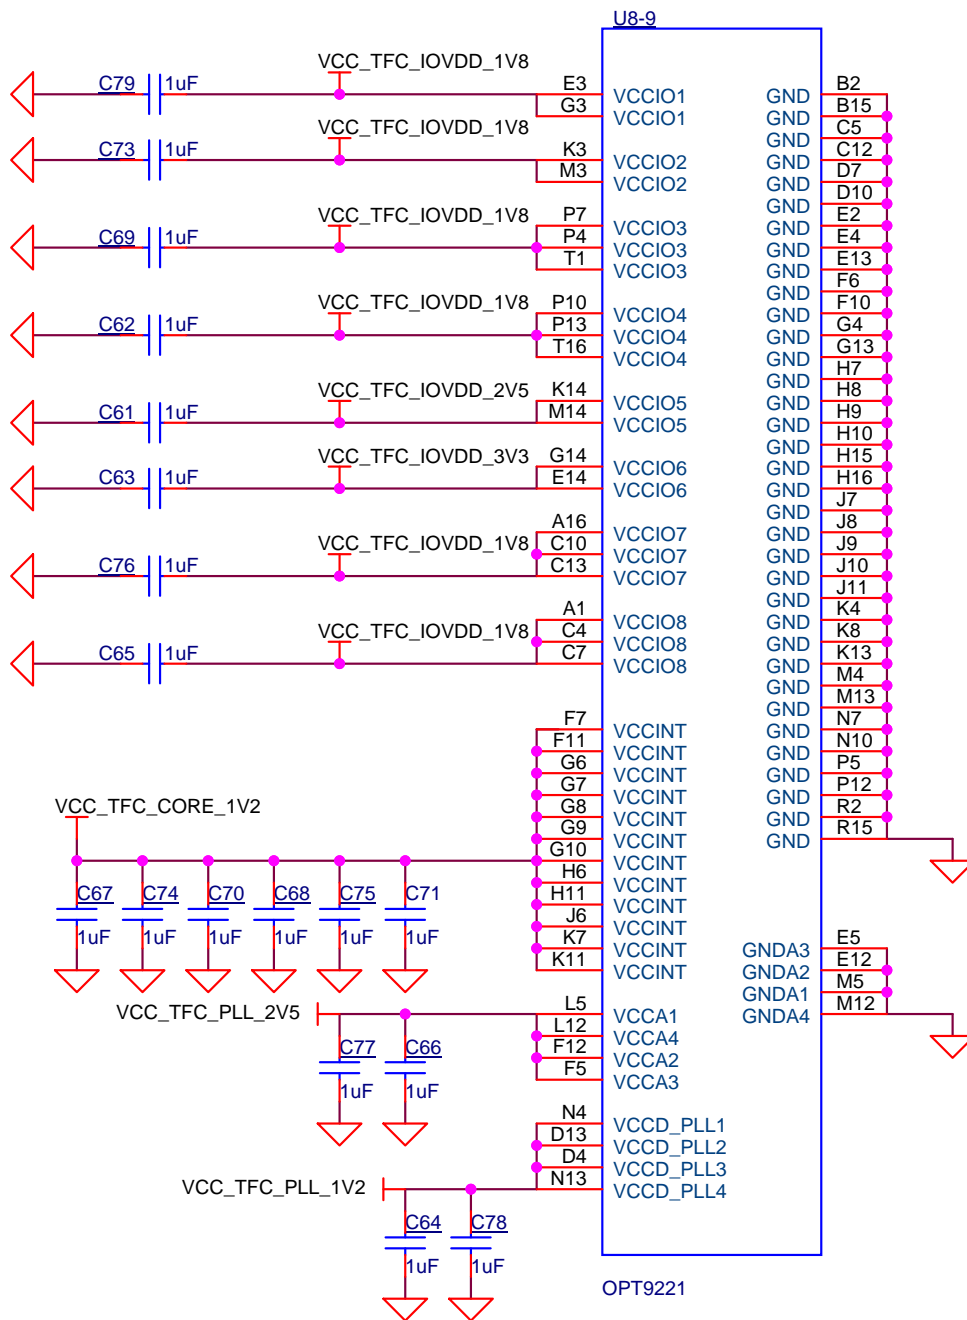 U8-9
VCC_TFC_IOVDD_1V8
C79 1uF E3 VCCIO1 GND B2
G3 VCCIO1 GND B15
VCC_TFC_IOVDD_1V8 GND C5
C73 1uF K3 VCCIO2 GND C12
M3 VCCIO2 GND D7
GND D10
VCC_TFC_IOVDD_1V8
P7 VCCIO3 GND E2
C69 1uF P4 VCCIO3 GND E4
T1 VCCIO3 GND E13
GND F6
VCC_TFC_IOVDD_1V8
P10 VCCIO4 GND F10
C62 1uF P13 VCCIO4 GND G4
T16 VCCIO4 GND G13
GND H7
VCC_TFC_IOVDD_2V5
K14 VCCIO5 GND H8
C61 1uF M14 VCCIO5 GND H9
GND H10
VCC_TFC_IOVDD_3V3
G14 VCCIO6 GND H15
C63 1uF E14 VCCIO6 GND H16
GND J7
A16 VCCIO7 GND J8
VCC_TFC_IOVDD_1V8
C10 VCCIO7 GND J9
C76 1uF C13 VCCIO7 GND J10
GND J11
A1 VCCIO8 GND K4
VCC_TFC_IOVDD_1V8
C4 VCCIO8 GND K8
C65 1uF C7 VCCIO8 GND K13
GND M4
GND M13
F7 VCCINT GND N7
F11 VCCINT GND N10
G6 VCCINT GND P5
G7 VCCINT GND P12
VCC_TFC_CORE_1V2
G8 VCCINT GND R2
G9 VCCINT GND R15
G10 VCCINT
H6 VCCINT
C67 C74 C70 C68 C75 C71
H11 VCCINT
J6 VCCINT
1uF 1uF 1uF 1uF 1uF 1uF
K7 VCCINT GNDA3 E5
K11 VCCINT GNDA2 E12
GNDA1 M5
VCC_TFC_PLL_2V5
L5 VCCA1 GNDA4 M12
L12 VCCA4
C77 C66
F12 VCCA2
F5 VCCA3
1uF 1uF
N4 VCCD_PLL1
D13 VCCD_PLL2
D4 VCCD_PLL3
VCC_TFC_PLL_1V2
N13 VCCD_PLL4
C64 C78
1uF 1uF
OPT9221